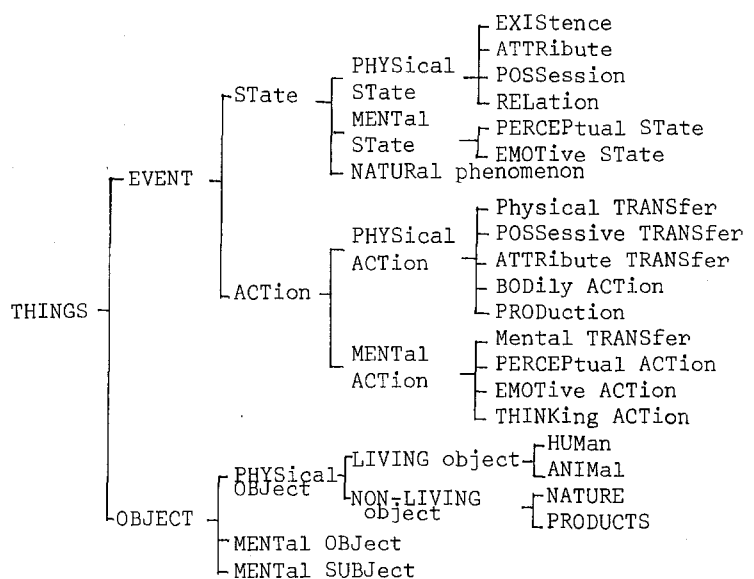 EXIStence
ATTRibute
PHYSical
STate
POSSession
RELation
STate
MENTal
STate
PERCEPtual STate
EMOTive STate
NATURal phenomenon
EVENT
PHYSical
ACTion
Physical TRANSfer
POSSessive TRANSfer
ATTRibute TRANSfer
BODily ACTion
PRODuction
ACTion
THINGS
MENTal
ACTion
Mental TRANSfer
PERCEPtual ACTion
EMOTive ACTion
THINKing ACTion
OBJECT
PHYSical
OBJect
LIVING object
HUMan
ANIMal
NON-LIVING
object
NATURE
PRODUCTS
MENTal OBJect
MENTal SUBJect